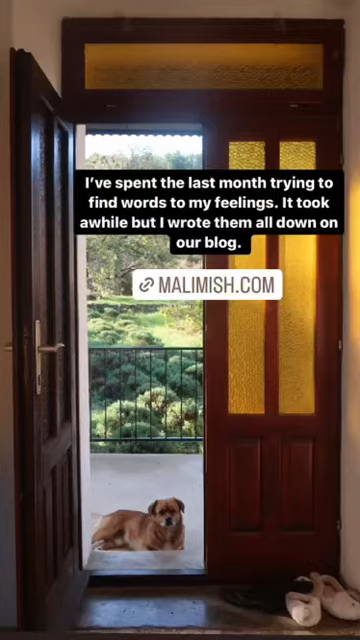 I’ve spent the last month trying to
find words to my feelings. It took
awhile but I wrote them all down on
our blog.
MALIMISH.COM